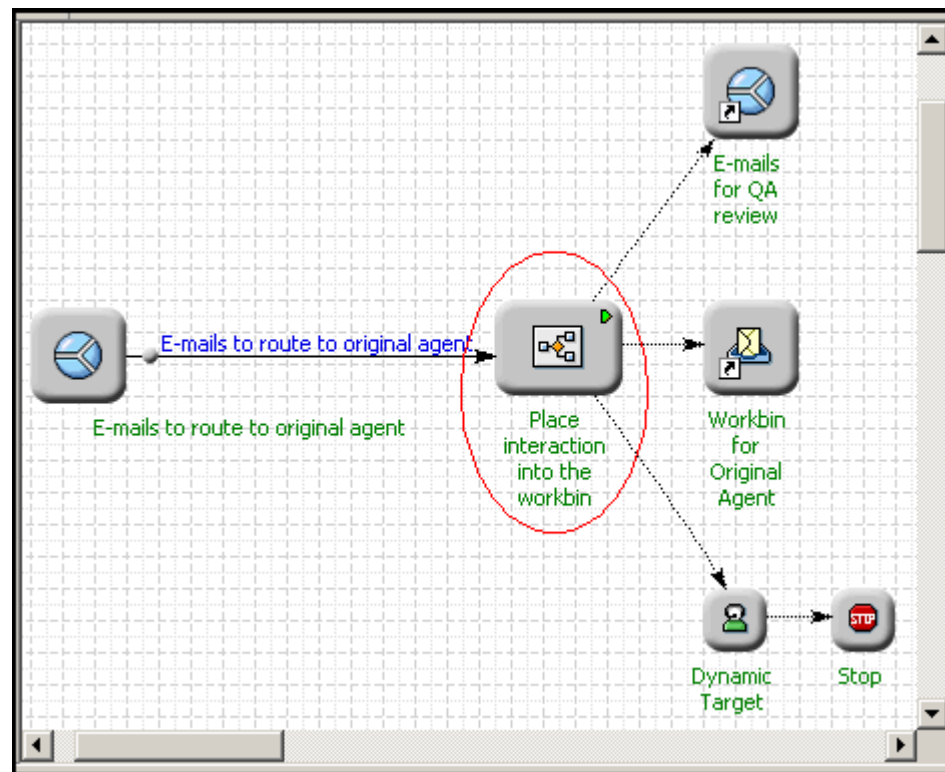 E-mails
for QA
review
E-mails to route to original agent
E-mails to route to original agent
Place
interaction
into the
workbin
Workbin
for
Original
Agent
STOP
Dynamic
Target
Stop